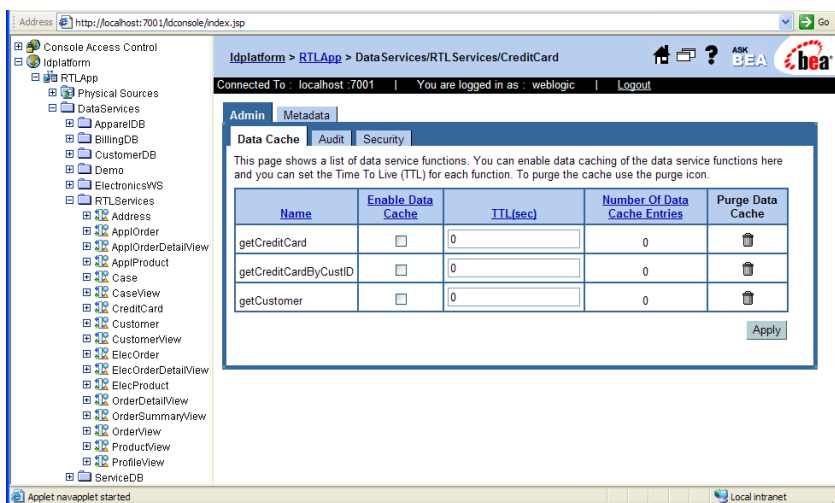 Address http://localhost:7001/ldconsole/index.jsp Go
Console Access Control
ldplatform
RTLApp
Physical Sources
DataServices
ApparelDB
BillingDB
CustomerDB
Demo
ElectronicsWS
RTLServices
Address
ApplOrder
ApplOrderDetailView
ApplProduct
Case
CaseView
CreditCard
Customer
CustomerView
ElecOrder
ElecOrderDetailView
ElecProduct
OrderDetailView
OrderSummaryView
OrderView
ProductView
ProfileView
ServiceDB
ldplatform > RTLApp > DataServices/RTLServices/CreditCard
? ASK BEA bea
Connected To : localhost :7001 | You are logged in as : weblogic | Logout
Admin Metadata
Data Cache Audit Security
This page shows a list of data service functions. You can enable data caching of the data service functions here
and you can set the Time To Live (TTL) for each function. To purge the cache use the purge icon.
Name Enable Data Cache TTL(sec) Number Of Data Cache Entries Purge Data Cache
getCreditCard 0 0
getCreditCardByCustID 0 0
getCustomer 0 0
Apply
Applet navapplet started Local intranet